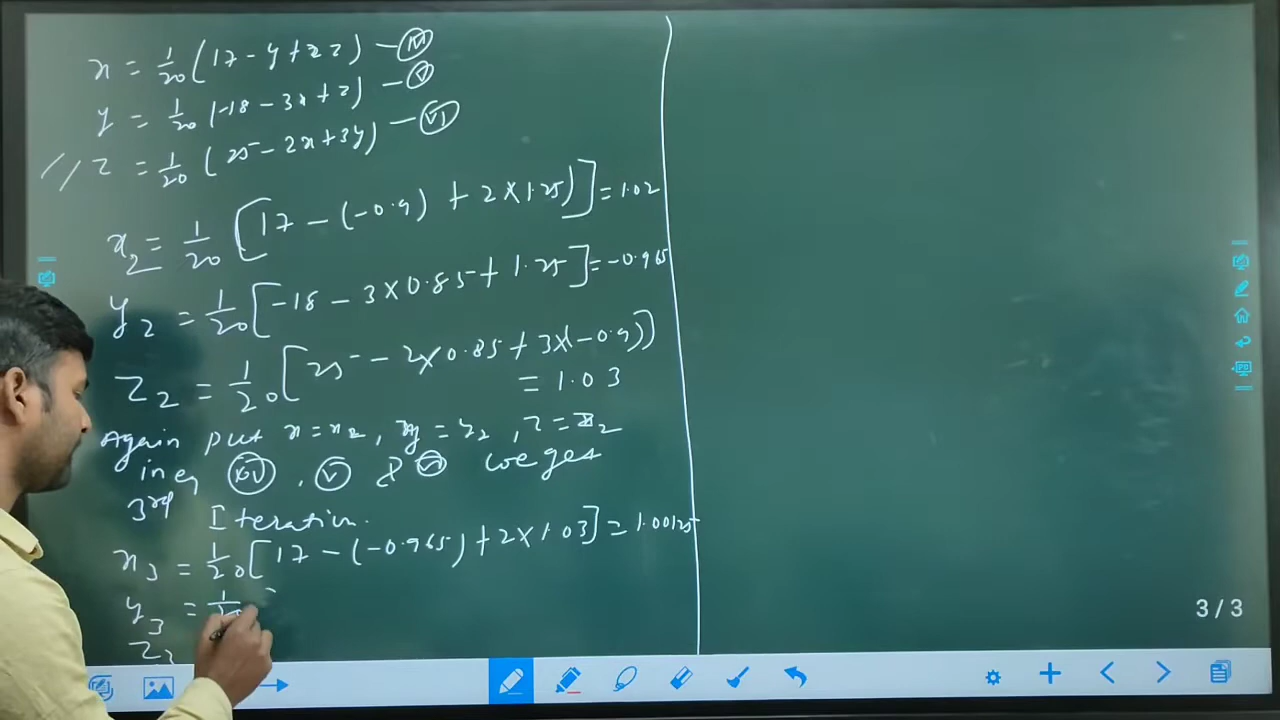 x = 1/20 (17 - y + 2z) - (IV)
y = 1/20 (-18 - 3x + z) - (V)
z = 1/20 (25 - 2x + 3y) - (VI)
x2 = 1/20 [17 - (-0.9) + 2×1.25)] = 1.02
y2 = 1/20 [-18 - 3×0.85 + 1.25] = -0.965
z2 = 1/20 [25 - 2×0.85 + 3×(-0.9)]
= 1.03
Again put x = x2, y = y2, z = z2
in eq (IV), (V) & (VI) we get
3rd Iteration.
x3 = 1/20 [17 - (-0.965) + 2×1.03] = 1.00125
y3 = 1/20
z3
3/3